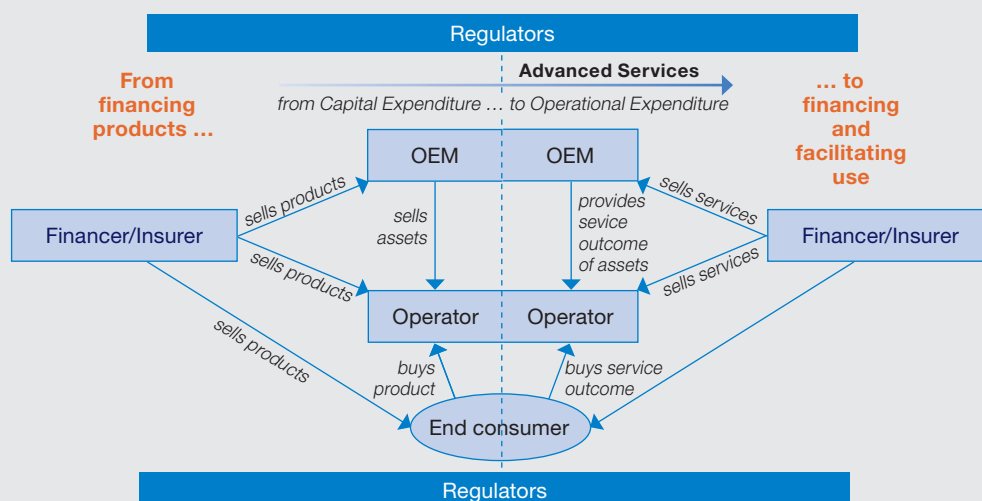 Regulators
From
financing
products ...
Advanced Services
from Capital Expenditure ... to Operational Expenditure
... to
financing
and
facilitating
use
OEM
OEM
sells products
sells
assets
provides
sevice
outcome
of assets
sells services
Financer/Insurer
Financer/Insurer
sells products
sells services
Operator
Operator
sells products
buys
product
buys service
outcome
End consumer
Regulators